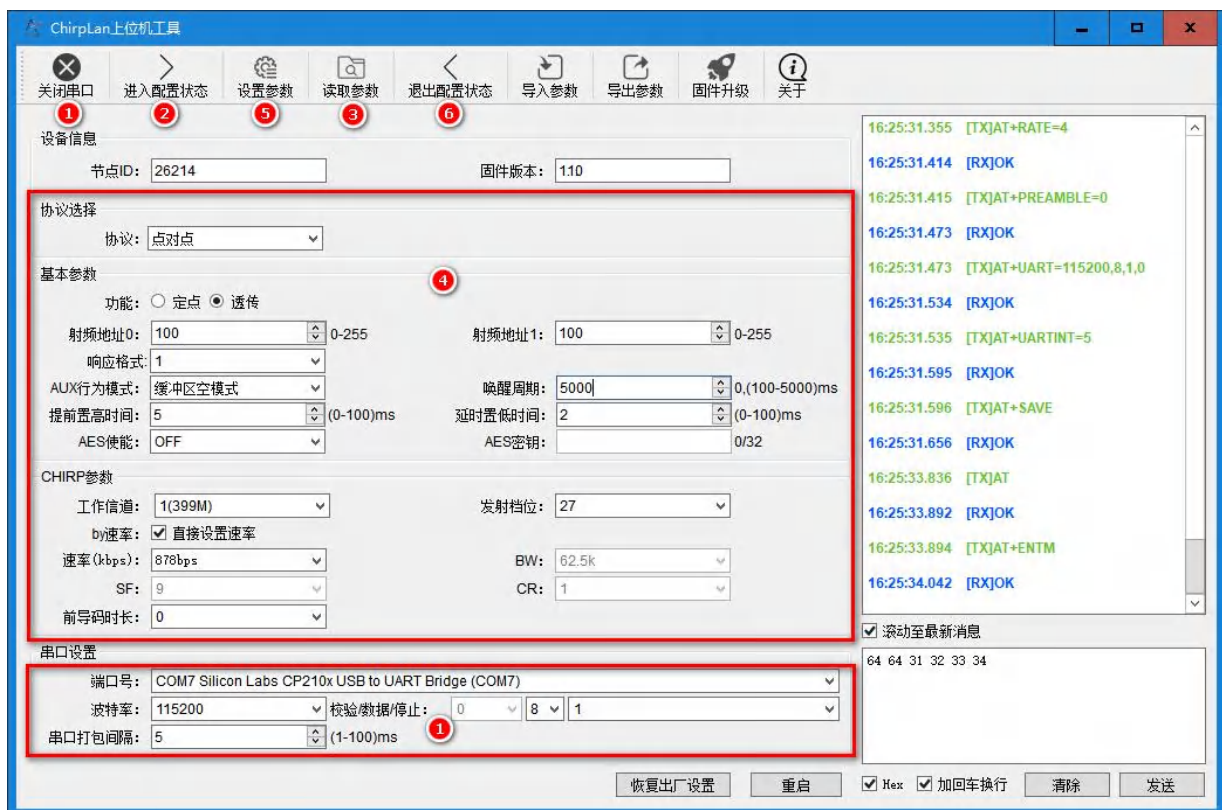 ChirpLan上位机工具
关闭串口 进入配置状态 设置参数 读取参数 退出配置状态 导入参数 导出参数 固件升级 关于
1 2 5 3 6
设备信息
节点ID: 26214 固件版本: 1.10
协议选择
协议: 点对点
基本参数
4
功能: 定点 透传
射频地址0: 100 0-255 射频地址1: 100 0-255
响应格式: 1
AUX行为模式: 缓冲区空模式 唤醒周期: 5000 0,(100-5000)ms
提前置高时间: 5 (0-100)ms 延时置低时间: 2 (0-100)ms
AES使能: OFF AES密钥: 0/32
CHIRP参数
工作信道: 1(399M) 发射档位: 27
by速率: 直接设置速率
速率(kbps): 878bps BW: 62.5k
SF: 9 CR: 1
前导码时长: 0
串口设置
端口号: COM7 Silicon Labs CP210x USB to UART Bridge (COM7)
波特率: 115200 校验/数据/停止: 0 8 1
1
串口打包间隔: 5 (1-100)ms
恢复出厂设置 重启
16:25:31.355 [TX]AT+RATE=4
16:25:31.414 [RX]OK
16:25:31.415 [TX]AT+PREAMBLE=0
16:25:31.473 [RX]OK
16:25:31.473 [TX]AT+UART=115200,8,1,0
16:25:31.534 [RX]OK
16:25:31.535 [TX]AT+UARTINT=5
16:25:31.595 [RX]OK
16:25:31.596 [TX]AT+SAVE
16:25:31.656 [RX]OK
16:25:33.836 [TX]AT
16:25:33.892 [RX]OK
16:25:33.894 [TX]AT+ENTM
16:25:34.042 [RX]OK
滚动至最新消息
64 64 31 32 33 34
Hex 加回车换行 清除 发送